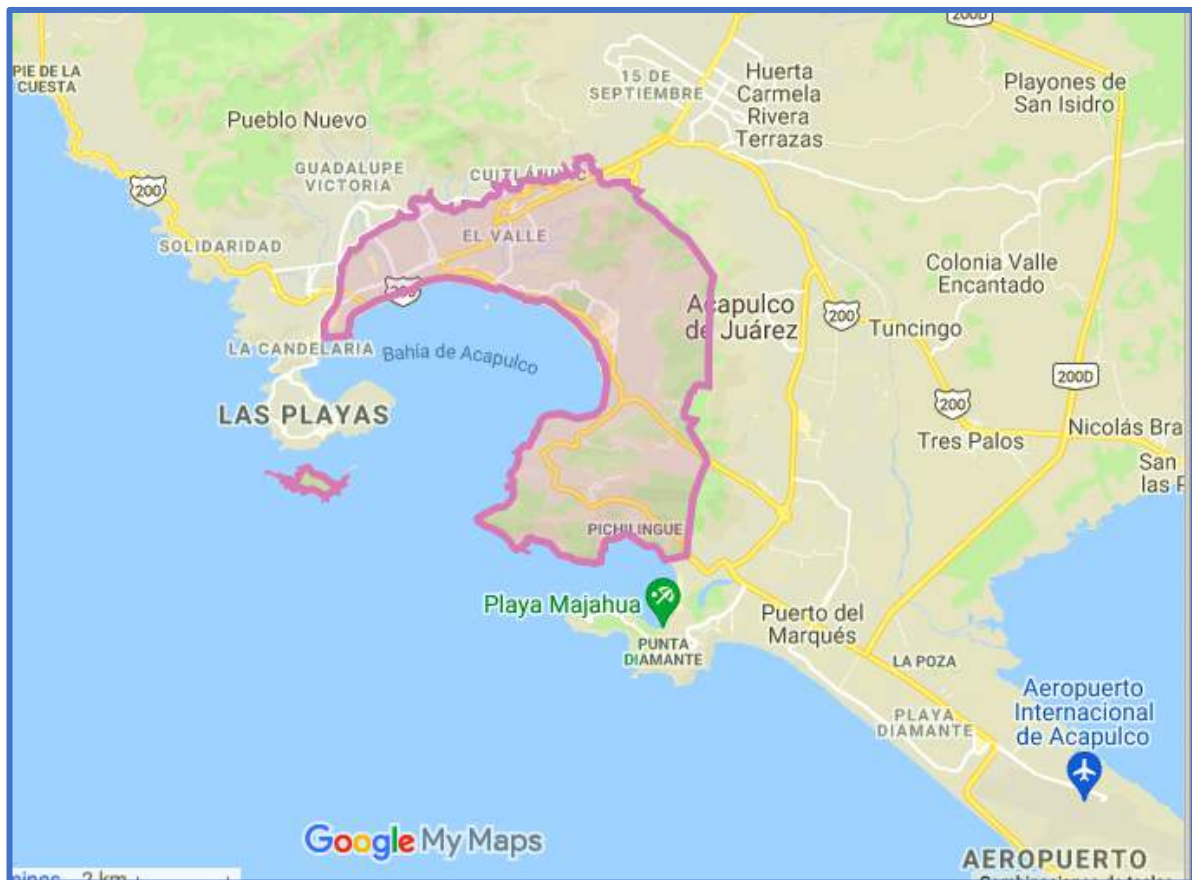 200D
PIE DE LA
CUESTA
15 DE
SEPTIEMBRE
Huerta
Carmela
Rivera
Terrazas
Playones de
San Isidro
Pueblo Nuevo
GUADALUPE
VICTORIA
CUITLÁHUAC
200
SOLIDARIDAD
EL VALLE
Colonia Valle
Encantado
200
Acapulco
de Juárez
200
Tuncingo
LA CANDELARIA
Bahía de Acapulco
200D
LAS PLAYAS
200
Tres Palos
Nicolás Bra
San
las
PICHILINGUE
Playa Majahua
Puerto del
Marqués
PUNTA
DIAMANTE
LA POZA
Aeropuerto
Internacional
de Acapulco
PLAYA
DIAMANTE
Google My Maps
AEROPUERTO
2 km